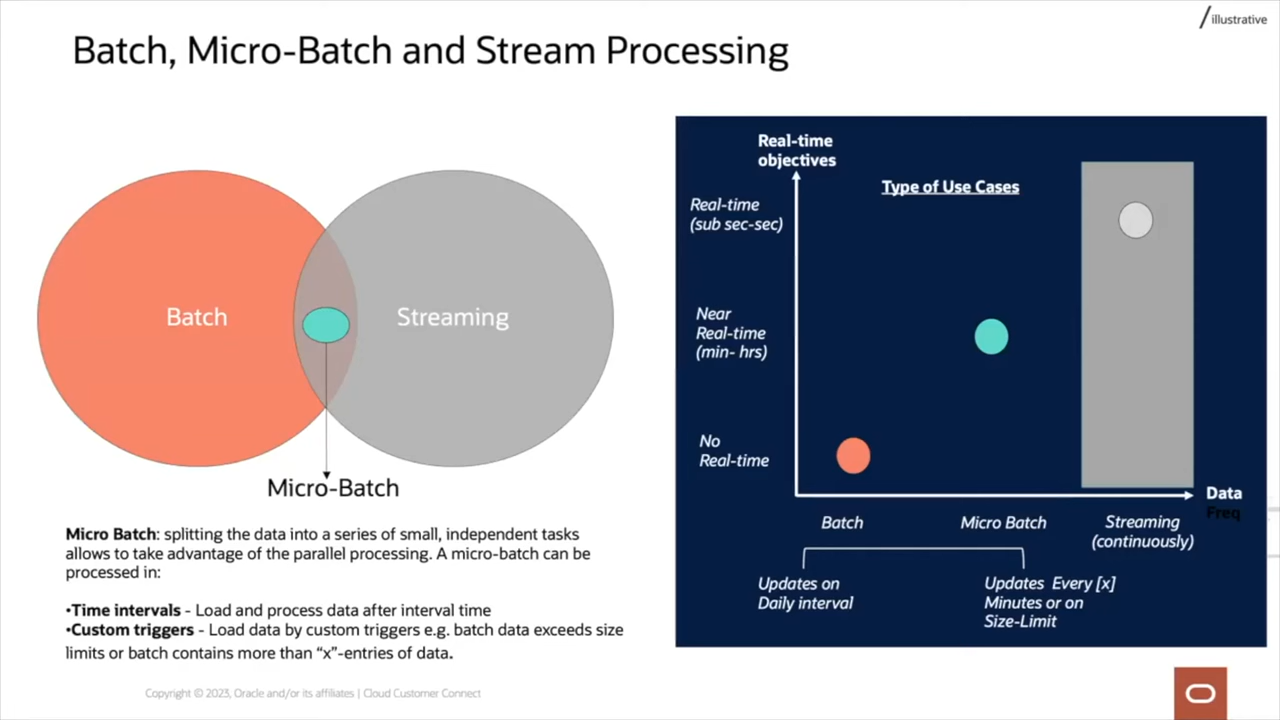 / illustrative
Batch, Micro-Batch and Stream Processing
Batch
Streaming
Micro-Batch
Micro Batch: splitting the data into a series of small, independent tasks
allows to take advantage of the parallel processing. A micro-batch can be
processed in:
•Time intervals - Load and process data after interval time
•Custom triggers - Load data by custom triggers e.g. batch data exceeds size
limits or batch contains more than “x”-entries of data.
Real-time
objectives
Type of Use Cases
Real-time
(sub sec-sec)
Near
Real-time
(min- hrs)
No
Real-time
Data
Freq
Batch
Micro Batch
Streaming
(continuously)
Updates on
Daily interval
Updates Every [x]
Minutes or on
Size-Limit
Copyright © 2023, Oracle and/or its affiliates | Cloud Customer Connect